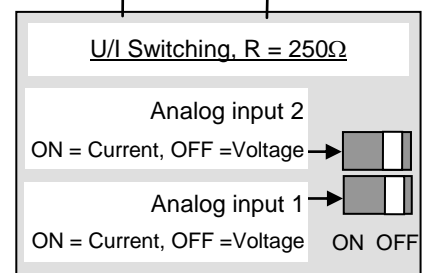 U/I Switching, R = 250Ω
Analog input 2
ON = Current, OFF =Voltage
Analog input 1
ON = Current, OFF =Voltage
ON OFF